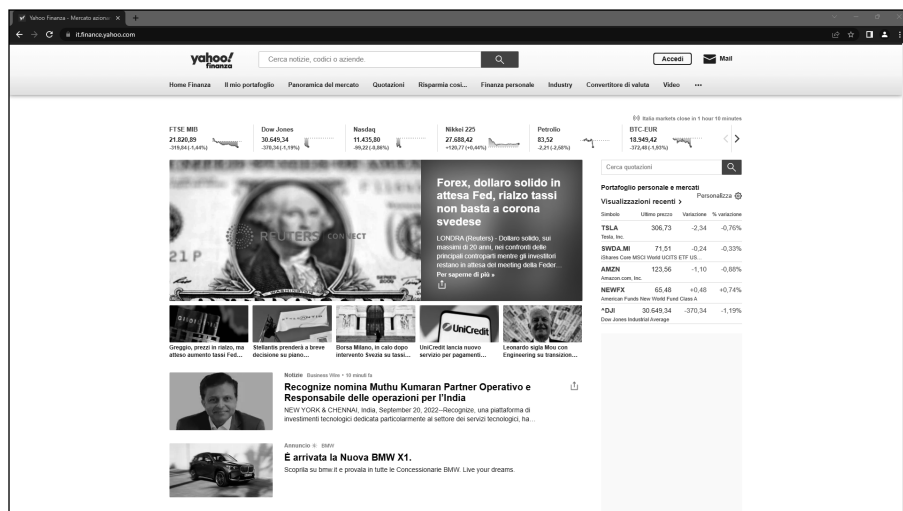 Yahoo Finanza - Mercato aziona
it.finance.yahoo.com
yahoo!
finanza
Cerca notizie, codici o aziende.
Accedi
Mail
Home Finanza Il mio portafoglio Panoramica del mercato Quotazioni Risparmia così... Finanza personale Industry Convertitore di valuta Video
Italia markets close in 1 hour 10 minutes
FTSE MIB
21.820,89
-319,84 (-1,44%)
Dow Jones
30.649,34
-370,34 (-1,19%)
Nasdaq
11.435,80
-99,22 (-0,86%)
Nikkei 225
27.688,42
+120,77 (+0,44%)
Petrolio
83,52
-2,21 (-2,58%)
BTC-EUR
18.949,42
-372,48 (-1,93%)
REUTERS CONNECT
21 P
WASHINGTON
Forex, dollaro solido in
attesa Fed, rialzo tassi
non basta a corona
svedese
LONDRA (Reuters) - Dollaro solido, sui
massimi di 20 anni, nei confronti delle
principali controparti mentre gli investitori
restano in attesa del meeting della Feder...
Per saperne di più »
Greggio, prezzi in rialzo, ma
atteso aumento tassi Fed...
Stellantis prenderà a breve
decisione su piano...
Borsa Milano, in calo dopo
intervento Svezia su tassi...
UniCredit
UniCredit lancia nuovo
servizio per pagamenti...
Leonardo sigla Mou con
Engineering su transizion...
Notizie Business Wire • 10 minuti fa
Recognize nomina Muthu Kumaran Partner Operativo e
Responsabile delle operazioni per l'India
NEW YORK & CHENNAI, India, September 20, 2022--Recognize, una piattaforma di
investimenti tecnologici dedicata particolarmente al settore dei servizi tecnologici, ha...
Annuncio BMW
È arrivata la Nuova BMW X1.
Scoprila su bmw.it e provala in tutte le Concessionarie BMW. Live your dreams.
Cerca quotazioni
Portafoglio personale e mercati
Personalizza
Visualizzazioni recenti >
Simbolo Ultimo prezzo Variazione % variazione
TSLA 306,73 -2,34 -0,76%
Tesla, Inc.
SWDA.MI 71,51 -0,24 -0,33%
iShares Core MSCI World UCITS ETF US...
AMZN 123,56 -1,10 -0,88%
Amazon.com, Inc.
NEWFX 65,48 +0,48 +0,74%
American Funds New World Fund Class A
^DJI 30.649,34 -370,34 -1,19%
Dow Jones Industrial Average